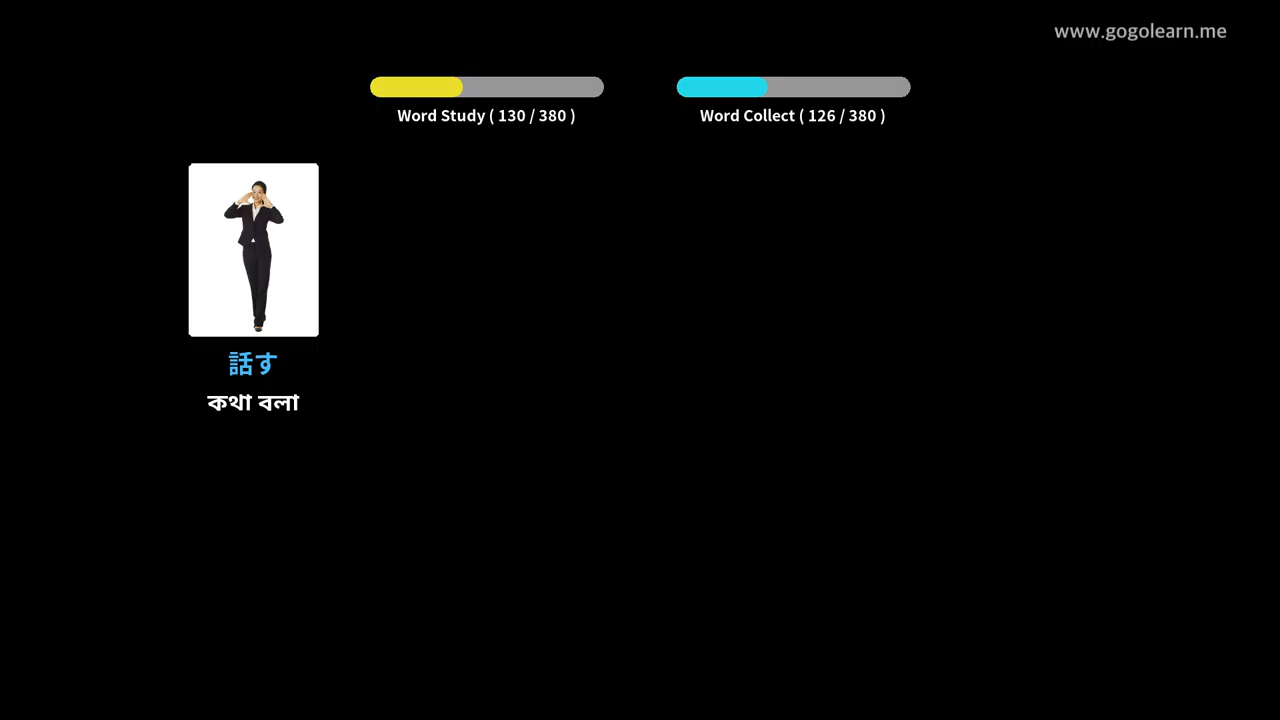 www.gogolearn.me
Word Study ( 130 / 380 )
Word Collect ( 126 / 380 )
話す
কথা বলা